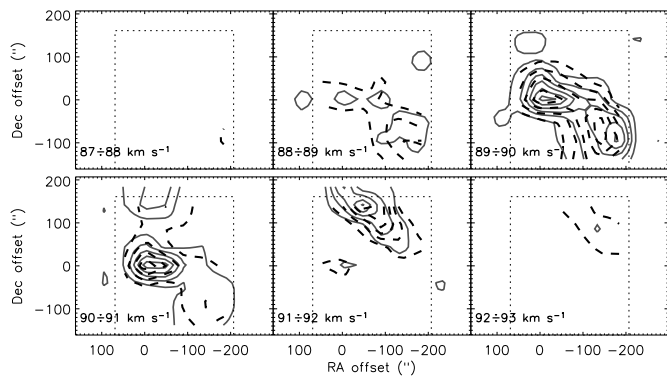 200
100
0
−100
Dec offset (")
87÷88 km s⁻¹
88÷89 km s⁻¹
89÷90 km s⁻¹
200
100
0
−100
Dec offset (")
90÷91 km s⁻¹
91÷92 km s⁻¹
92÷93 km s⁻¹
100 0 −100 −200 100 0 −100 −200 100 0 −100 −200
RA offset (")